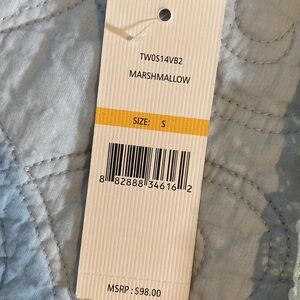 TW0S14VB2
MARSHMALLOW
SIZE: S
8 82888 34616 2
MSRP : $98.00